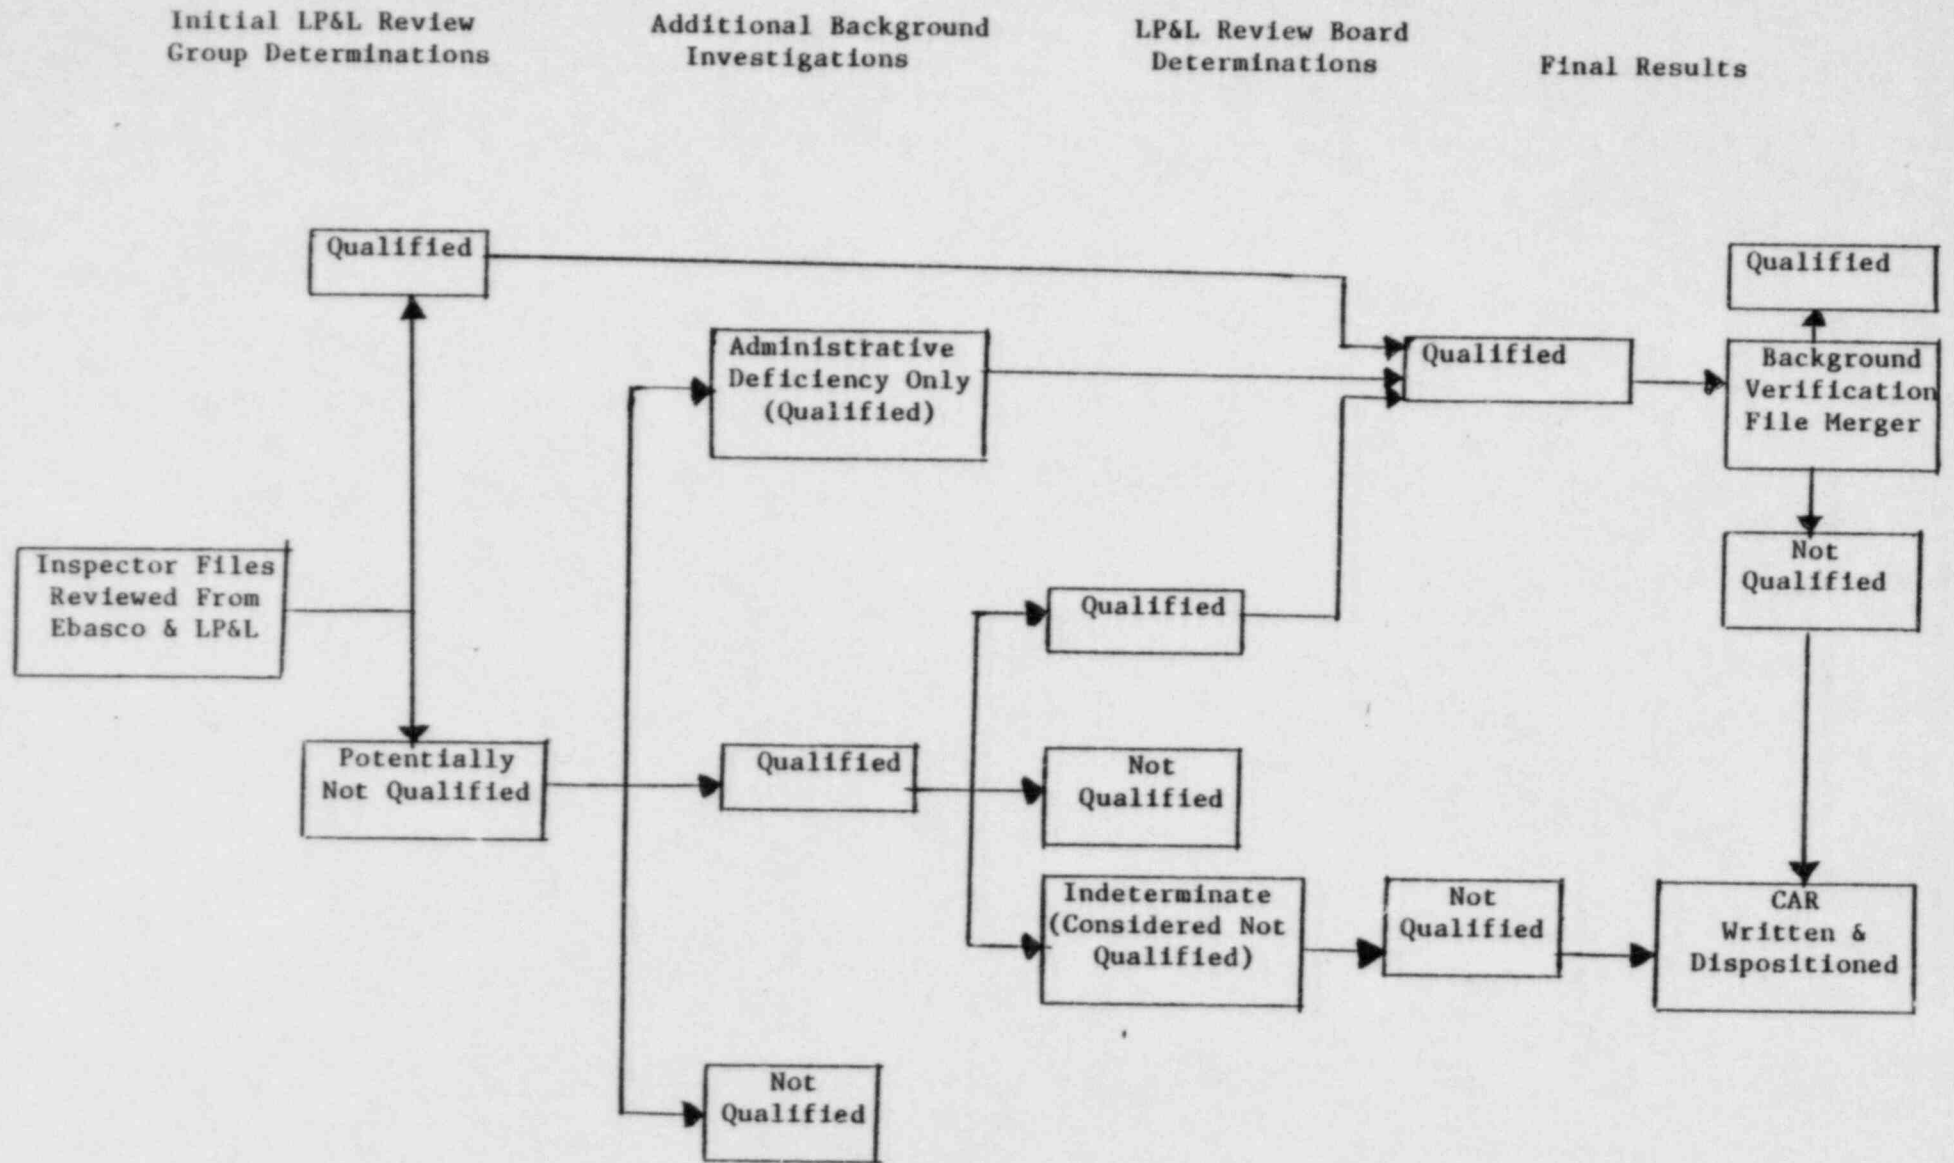 Initial LP&L Review
Group Determinations
Additional Background
Investigations
LP&L Review Board
Determinations
Final Results
Qualified
Qualified
Administrative
Deficiency Only
(Qualified)
Qualified
Background
Verification
File Merger
Inspector Files
Reviewed From
Ebasco & LP&L
Qualified
Not
Qualified
Potentially
Not Qualified
Qualified
Not
Qualified
Indeterminate
(Considered Not
Qualified)
Not
Qualified
CAR
Written &
Dispositioned
Not
Qualified